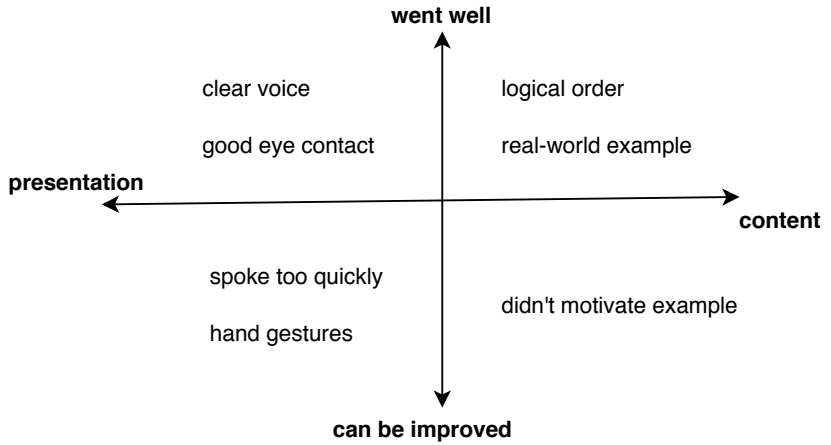 went well
clear voice
logical order
good eye contact
real-world example
presentation
content
spoke too quickly
didn't motivate example
hand gestures
can be improved